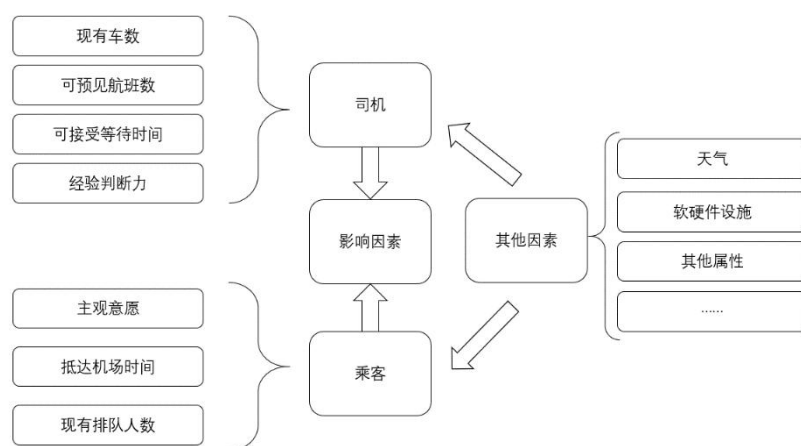 现有车数
可预见航班数
可接受等待时间
经验判断力
司机
影响因素
其他因素
天气
软硬件设施
其他属性
……
主观意愿
抵达机场时间
现有排队人数
乘客